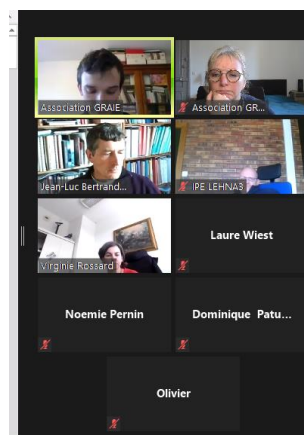 Association GRAIE
Association GR...
Jean-Luc Bertrand...
IPE LEHNA3
Virginie Rossard
Laure Wiest
Noemie Pernin
Dominique Patu...
Olivier